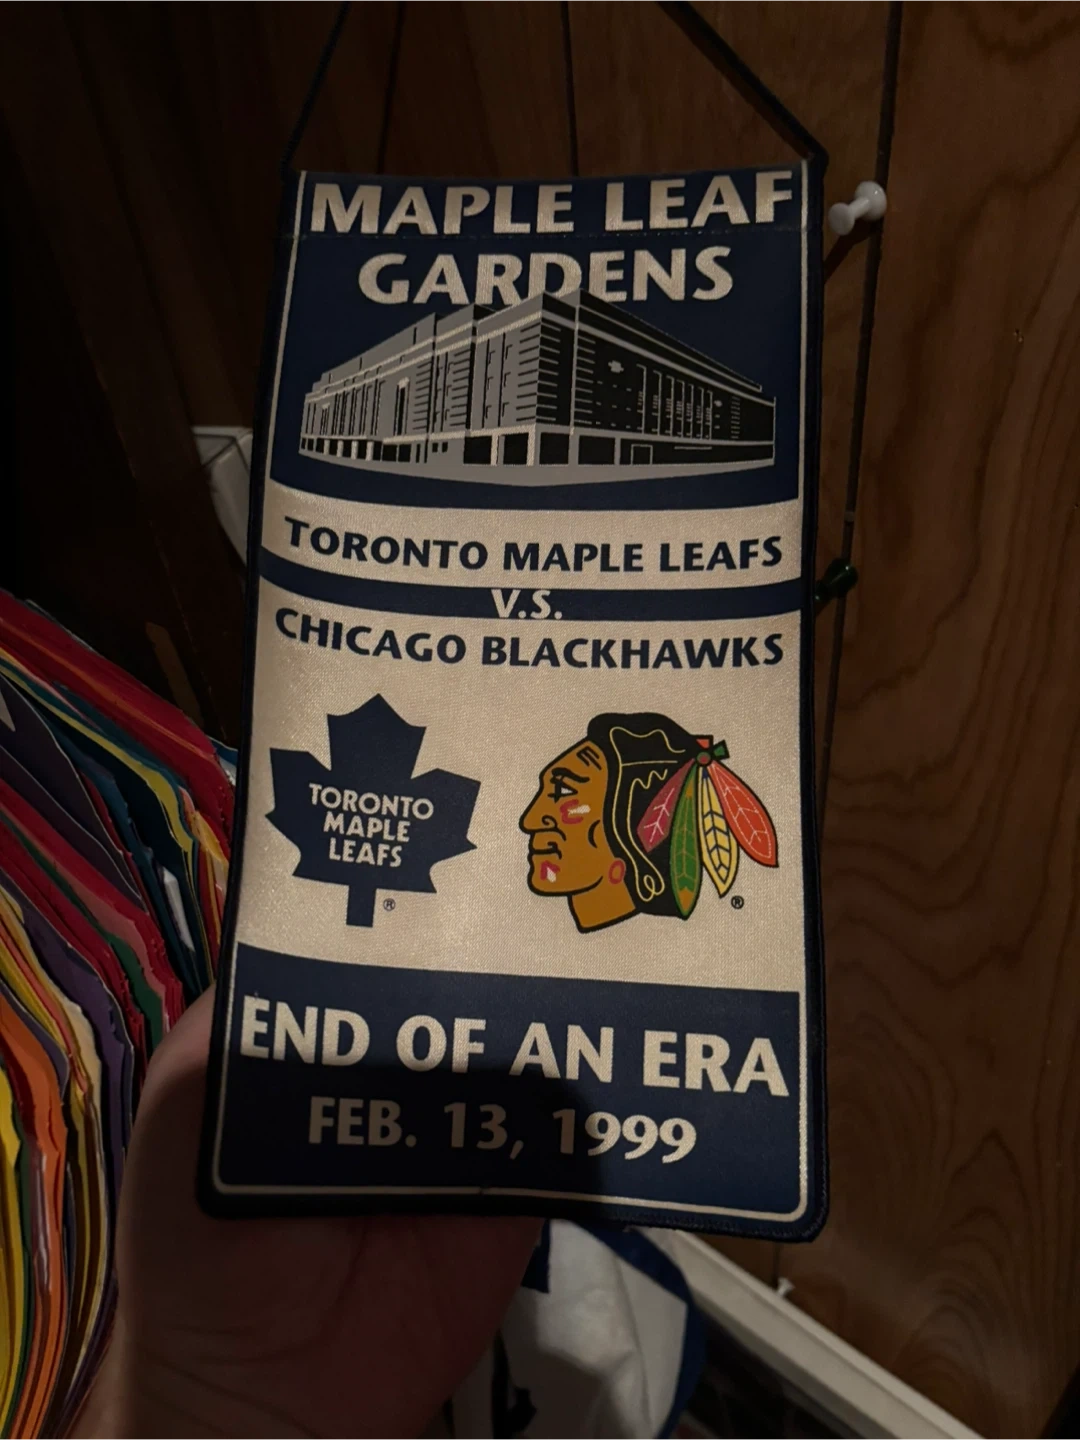 MAPLE LEAF
GARDENS
TORONTO MAPLE LEAFS
V.S.
CHICAGO BLACKHAWKS
TORONTO
MAPLE
LEAFS
®
®
END OF AN ERA
FEB. 13, 1999